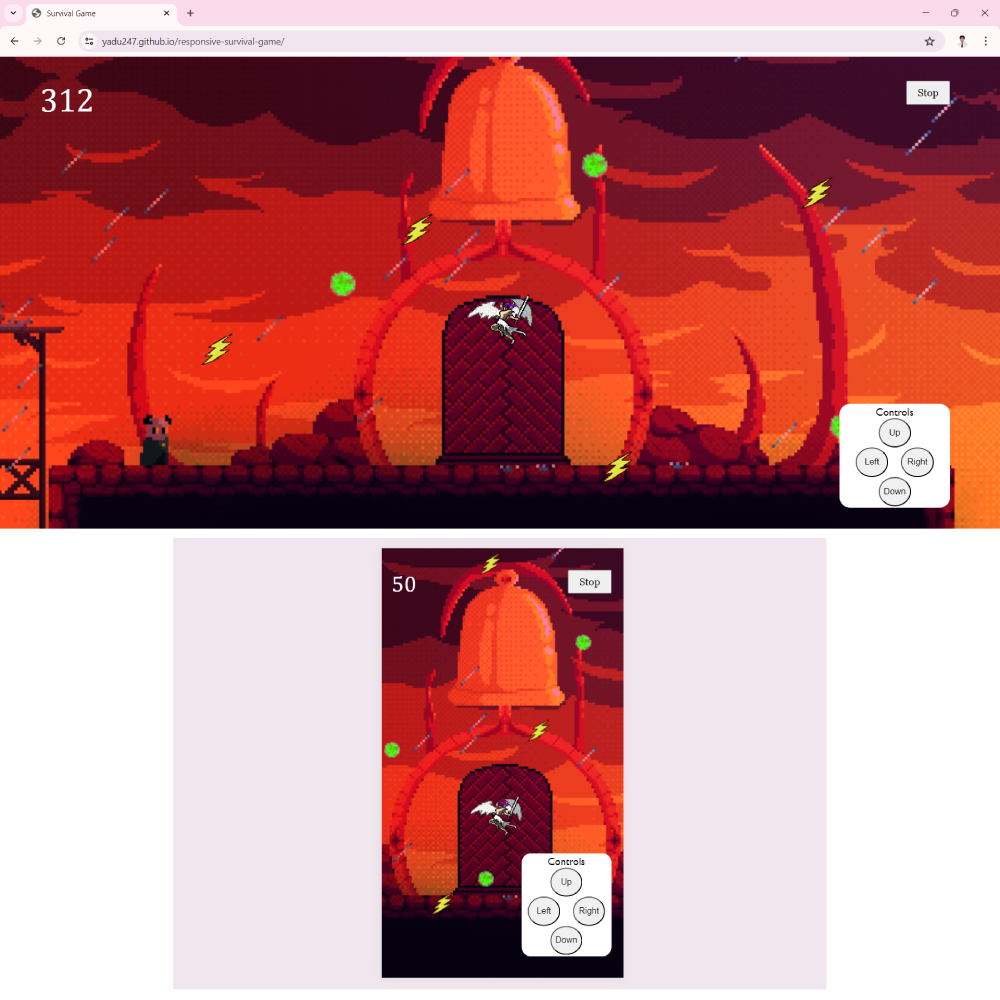 Survival Game
yadu247.github.io/responsive-survival-game/
312
Stop
Controls
Up
Left Right
Down
50
Stop
Controls
Up
Left Right
Down